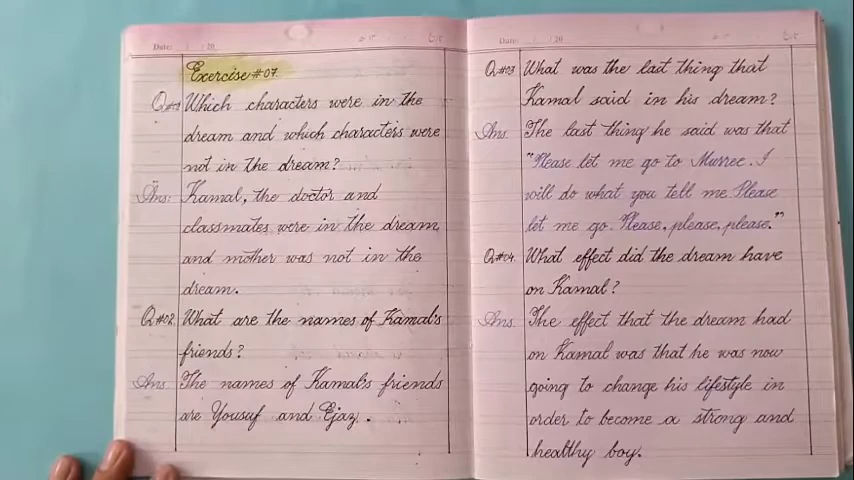 Date: / /20
Exercise #07.
Q#01 Which characters were in the
dream and which characters were
not in the dream?
Ans: Kamal, the doctor and
classmates were in the dream,
and mother was not in the
dream.
Q#02. What are the names of Kamal's
friends?
Ans. The names of Kamal's friends
are Yousuf and Ejaz.
Date: / /20
Q#03 What was the last thing that
Kamal said in his dream?
Ans. The last thing he said was that
"Please let me go to Murree. I
will do what you tell me. Please
let me go. Please, please, please."
Q#04. What effect did the dream have
on Kamal?
Ans. The effect that the dream had
on Kamal was that he was now
going to change his lifestyle in
order to become a strong and
healthy boy.